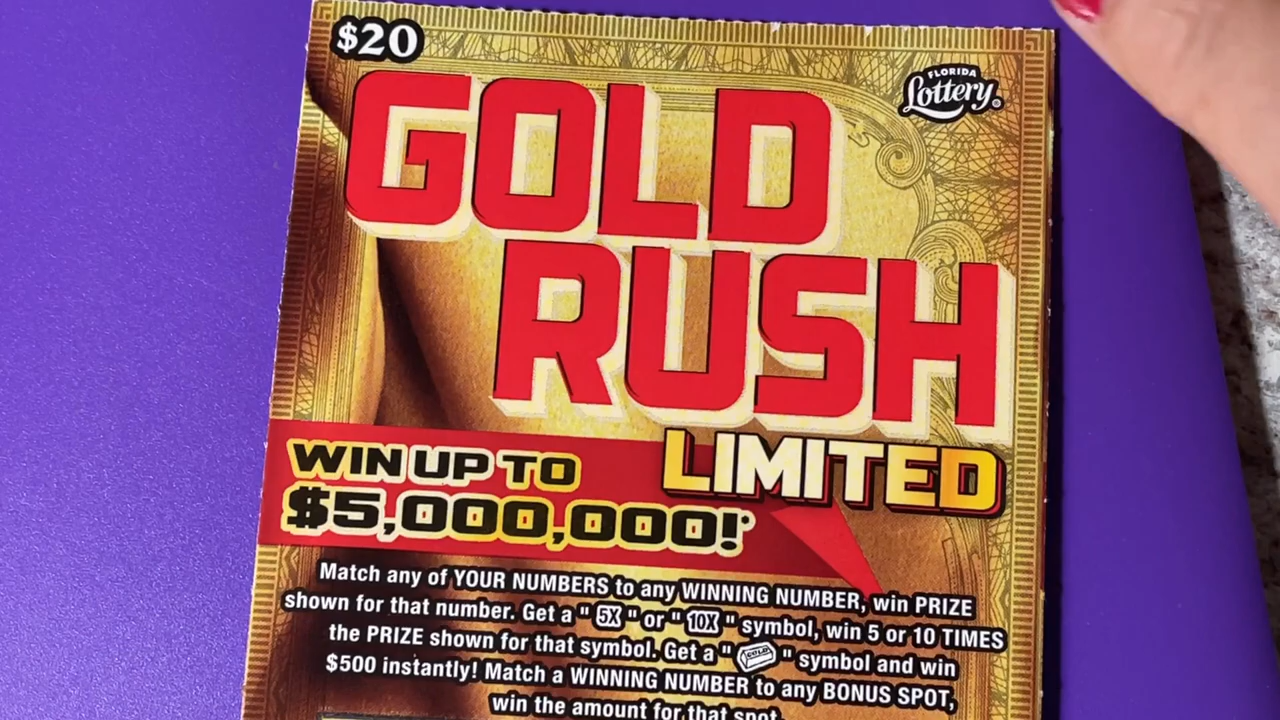 $20
FLORIDA
Lottery®
GOLD
RUSH
LIMITED
WIN UP TO
$5,000,000!*
Match any of YOUR NUMBERS to any WINNING NUMBER, win PRIZE
shown for that number. Get a " 5X " or " 10X " symbol, win 5 or 10 TIMES
the PRIZE shown for that symbol. Get a " GOLD " symbol and win
$500 instantly! Match a WINNING NUMBER to any BONUS SPOT,
win the amount for that spot.